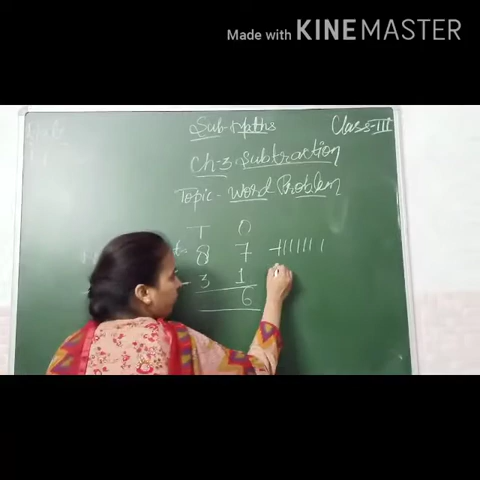 Made with KINEMASTER
Sub-Maths Class-III
Ch-3 Subtraction
Topic - Word Problem
T O
8 7
- 3 1
6